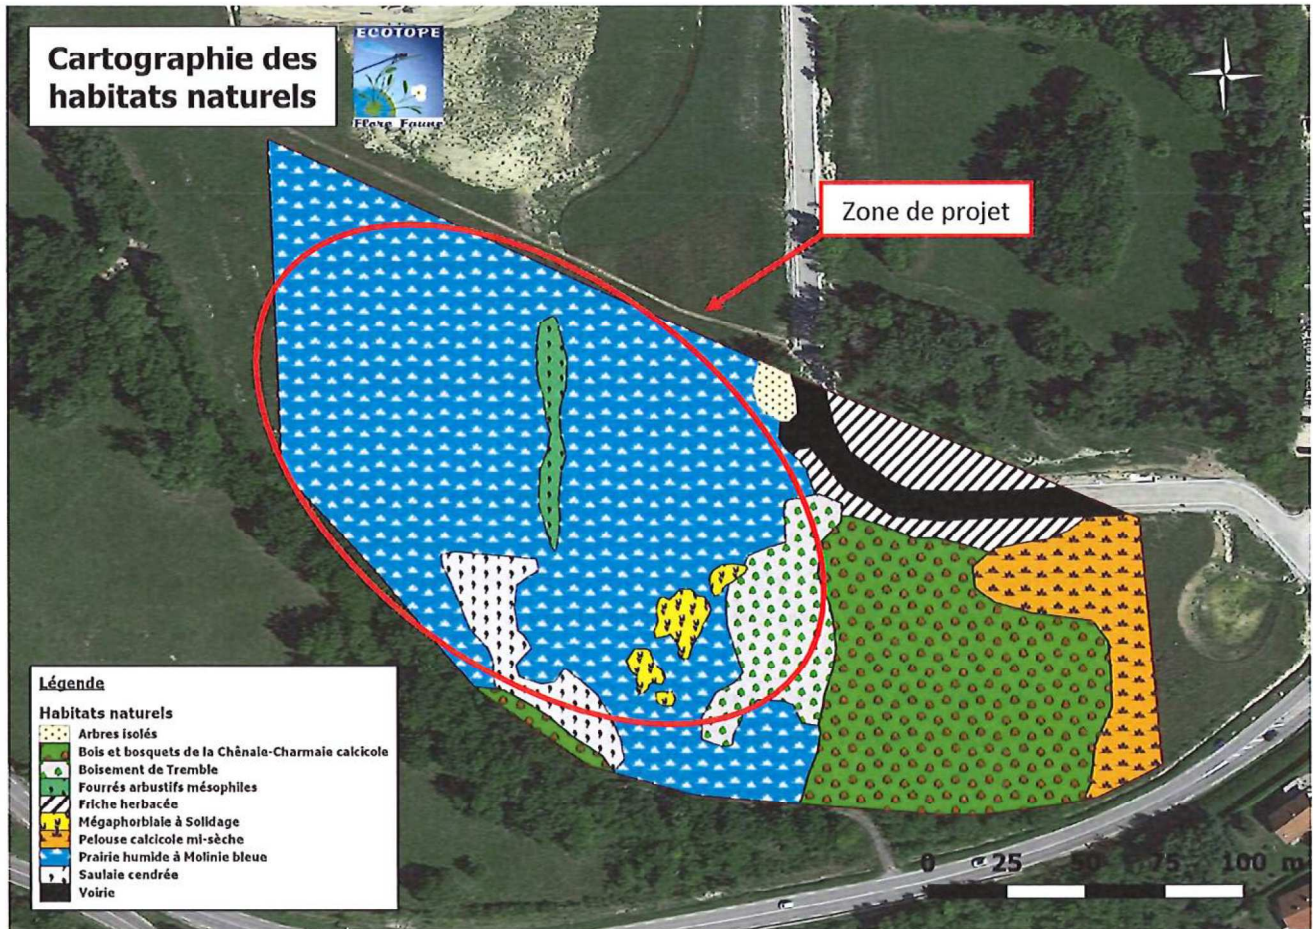 Cartographie des
habitats naturels
ECOTOPE
Flore Faune
Zone de projet
Légende
Habitats naturels
Arbres isolés
Bois et bosquets de la Chênaie-Charmaie calcicole
Boisement de Tremble
Fourrés arbustifs mésophiles
Friche herbacée
Mégaphorbiaie à Solidage
Pelouse calcicole mi-sèche
Prairie humide à Molinie bleue
Saulaie cendrée
Voirie
0 25 50 75 100 m